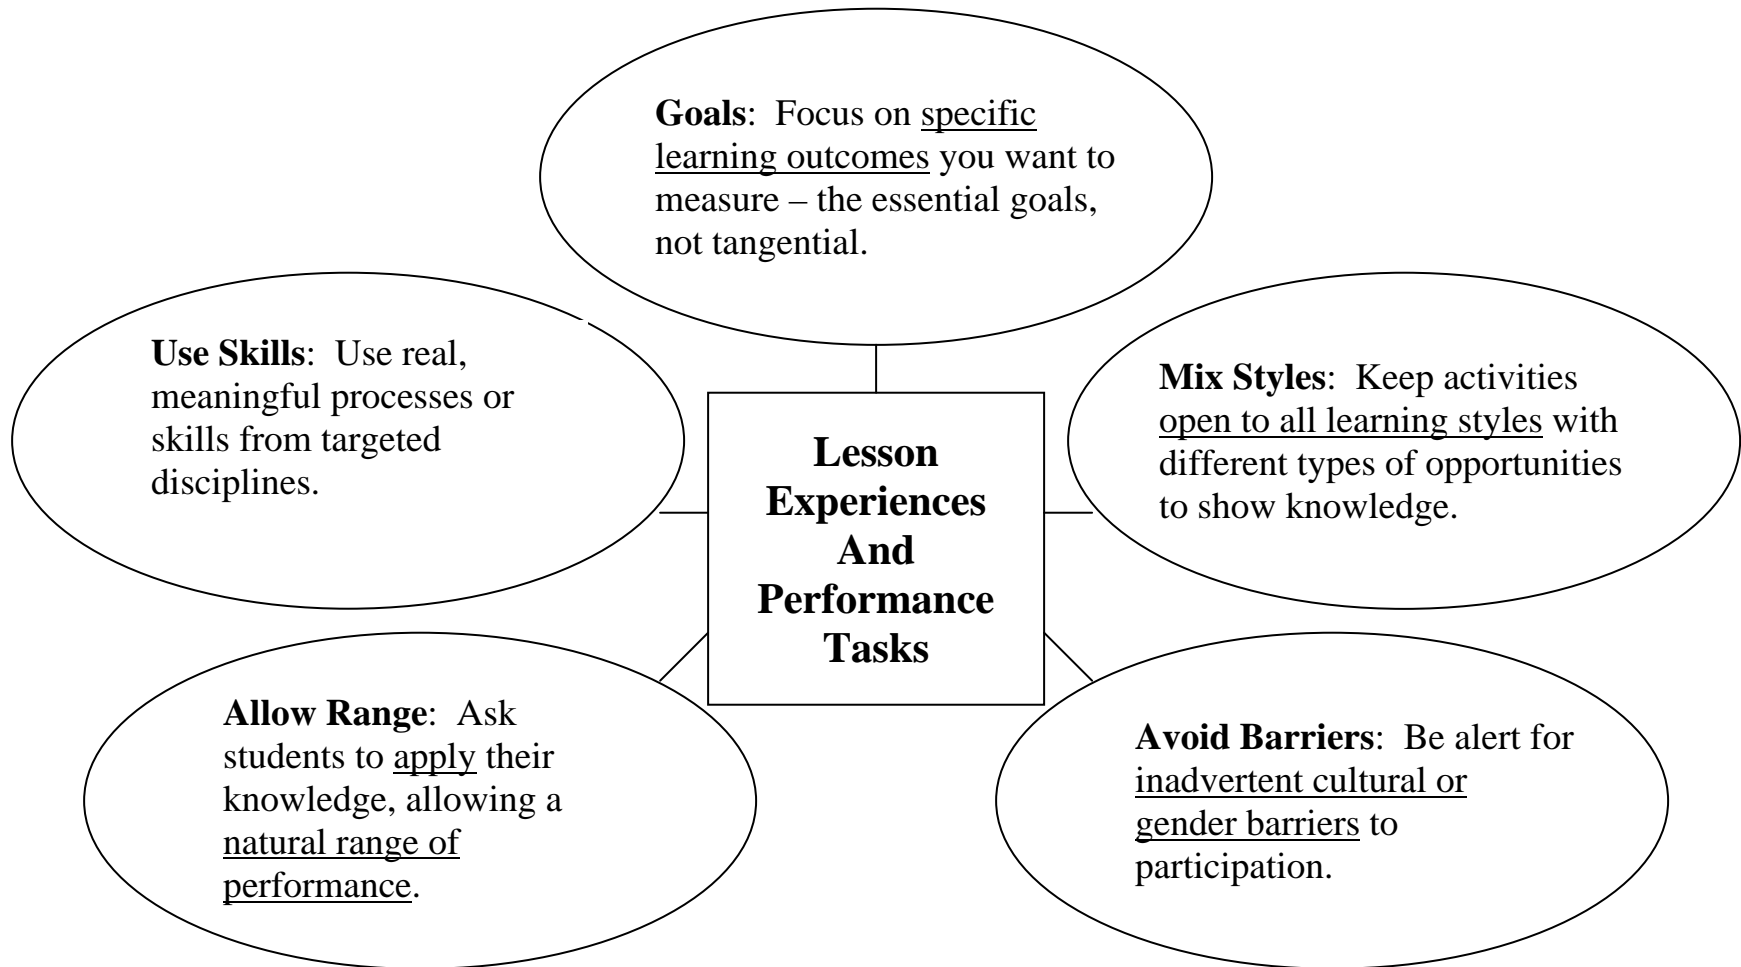 Goals:  Focus on specific
learning outcomes you want to
measure – the essential goals,
not tangential.
Use Skills:  Use real,
meaningful processes or
skills from targeted
disciplines.
Mix Styles:  Keep activities
open to all learning styles with
different types of opportunities
to show knowledge.
Lesson
Experiences
And
Performance
Tasks
Allow Range:  Ask
students to apply their
knowledge, allowing a
natural range of
performance.
Avoid Barriers:  Be alert for
inadvertent cultural or
gender barriers to
participation.